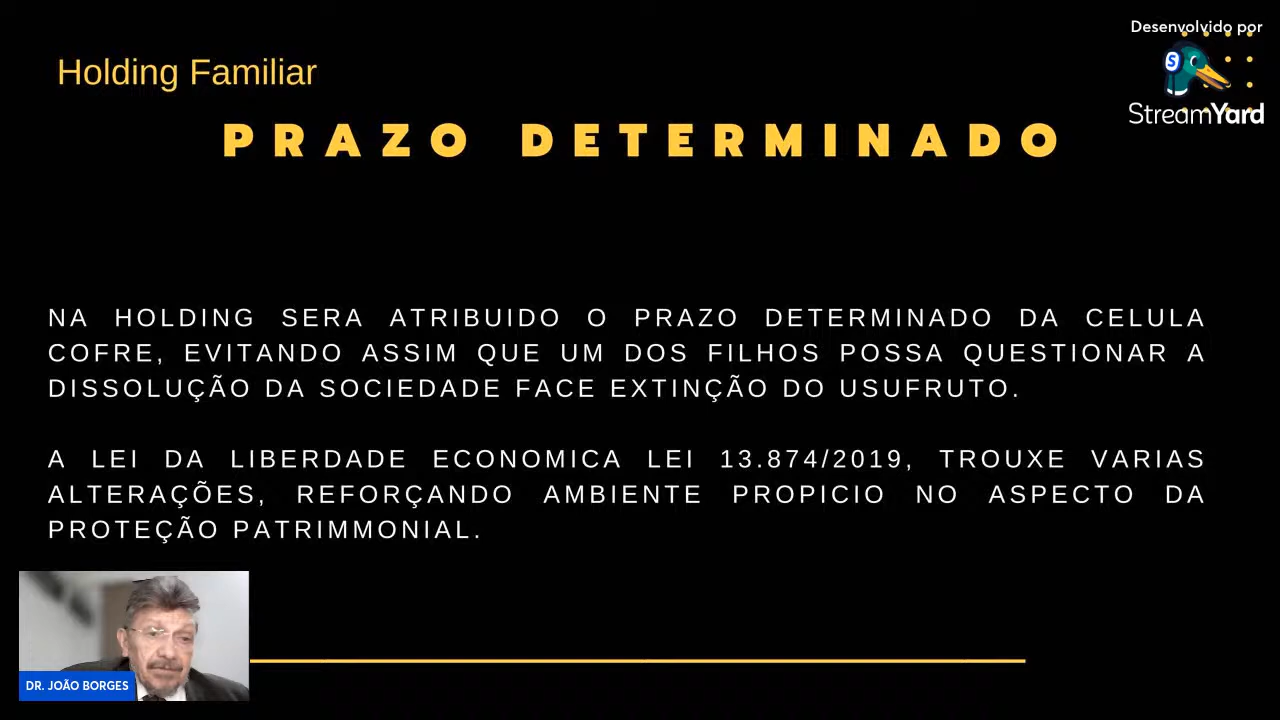 Desenvolvido por
StreamYard
Holding Familiar
PRAZO DETERMINADO
NA HOLDING SERA ATRIBUIDO O PRAZO DETERMINADO DA CELULA
COFRE, EVITANDO ASSIM QUE UM DOS FILHOS POSSA QUESTIONAR A
DISSOLUÇÃO DA SOCIEDADE FACE EXTINÇÃO DO USUFRUTO.
A LEI DA LIBERDADE ECONOMICA LEI 13.874/2019, TROUXE VARIAS
ALTERAÇÕES, REFORÇANDO AMBIENTE PROPICIO NO ASPECTO DA
PROTEÇÃO PATRIMMONIAL.
DR. JOÃO BORGES